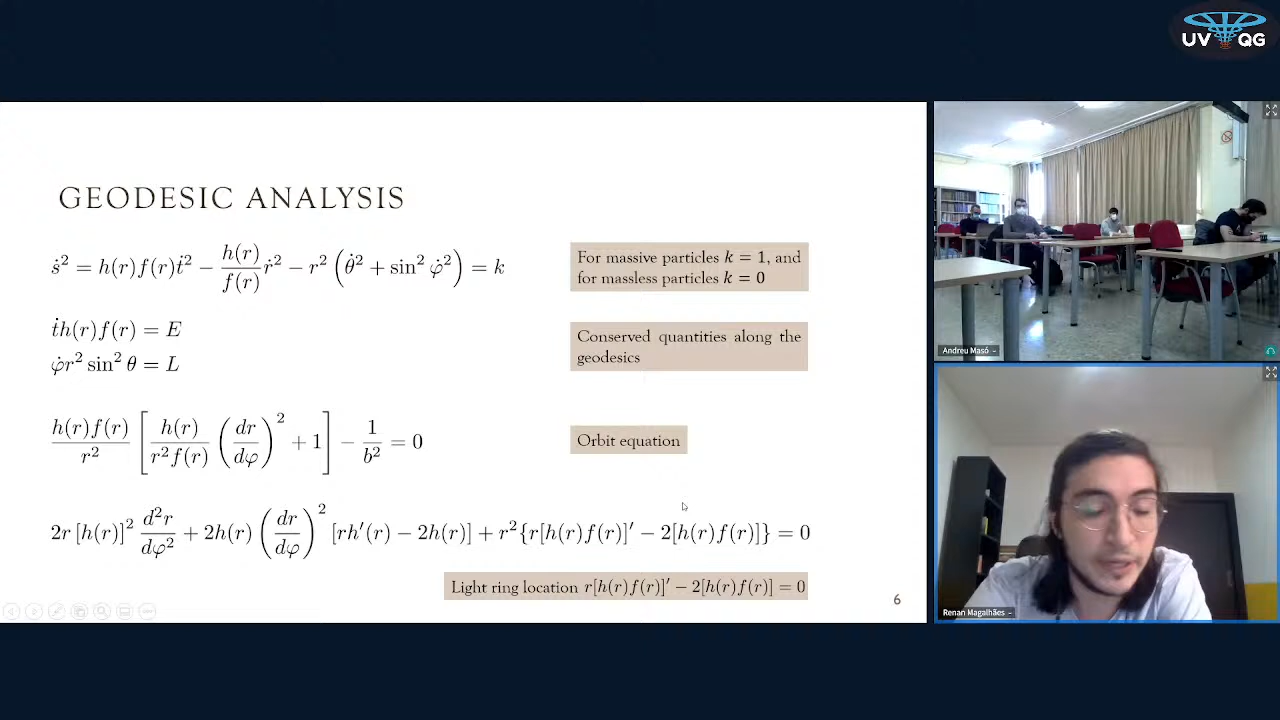 UV QG
GEODESIC ANALYSIS
ṡ² = h(r)f(r)ṫ² − h(r)/f(r) ṙ² − r² (θ̇² + sin² φ̇²) = k
For massive particles k = 1, and
for massless particles k = 0
ṫh(r)f(r) = E
φ̇r² sin² θ = L
Conserved quantities along the
geodesics
h(r)f(r)/r² [h(r)/(r²f(r)) (dr/dφ)² + 1] − 1/b² = 0
Orbit equation
2r [h(r)]² d²r/dφ² + 2h(r) (dr/dφ)² [rh′(r) − 2h(r)] + r²{r[h(r)f(r)]′ − 2[h(r)f(r)]} = 0
Light ring location r[h(r)f(r)]′ − 2[h(r)f(r)] = 0
6
Andreu Masó -
Renan Magalhães -